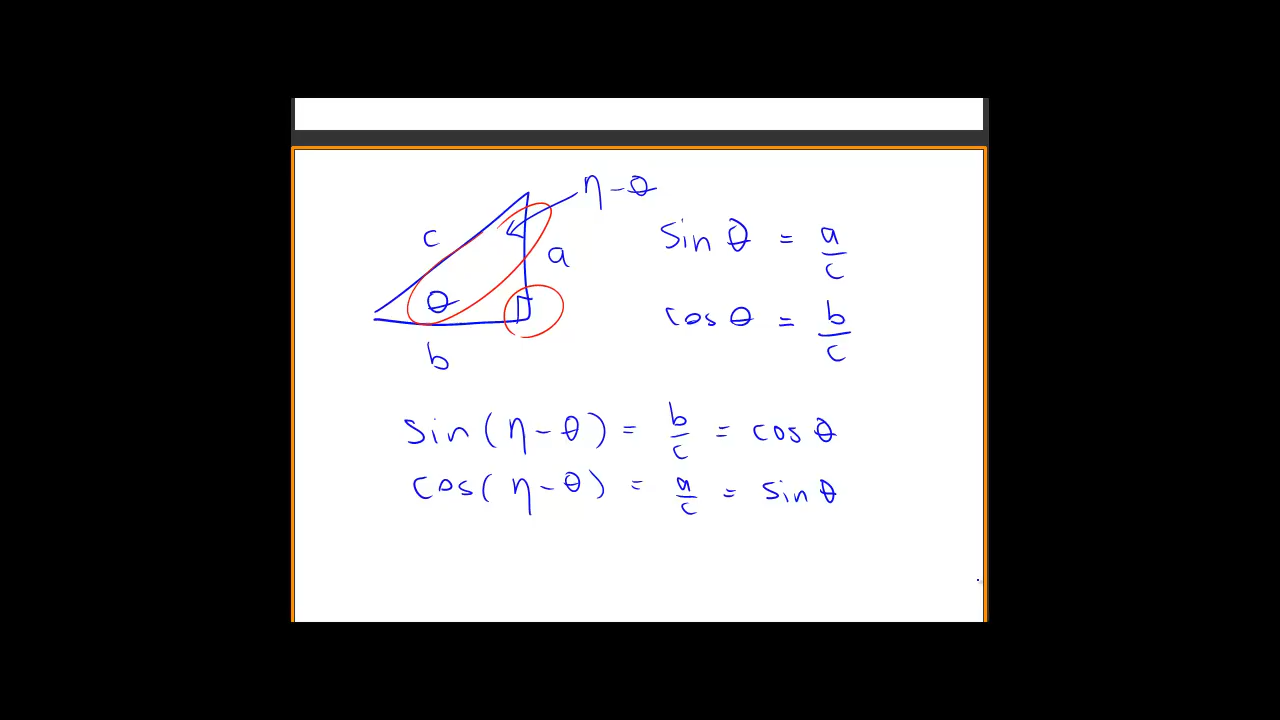 η - θ
c
a
θ
b
sin θ = a/c
cos θ = b/c
sin(η - θ) = b/c = cos θ
cos(η - θ) = a/c = sin θ